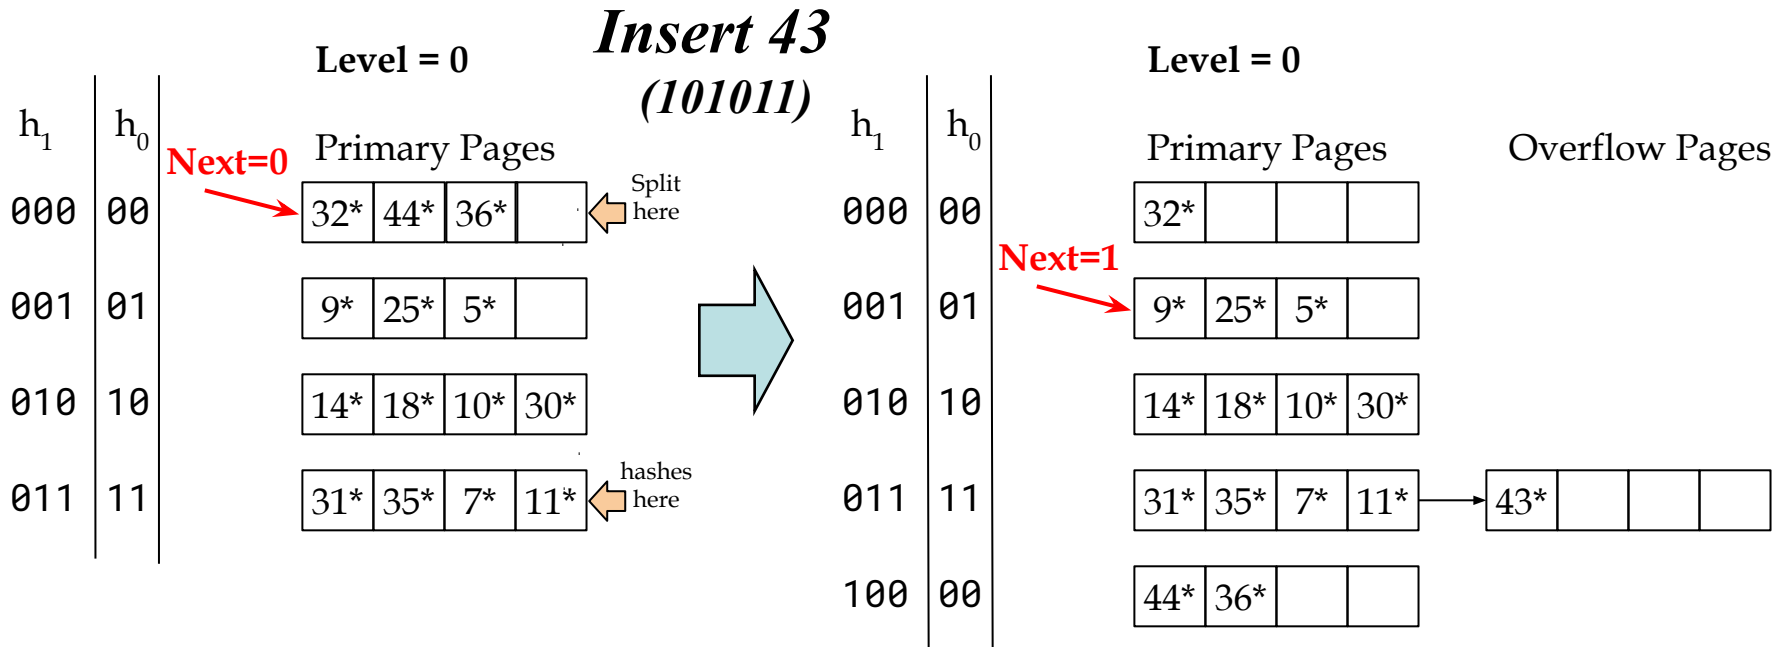 Insert 43
(101011)
Level = 0
h1 h0
Next=0
Primary Pages
000 00 32* 44* 36*
Split
here
001 01 9* 25* 5*
010 10 14* 18* 10* 30*
011 11 31* 35* 7* 11*
hashes
here
Level = 0
h1 h0
Primary Pages Overflow Pages
000 00 32*
Next=1
001 01 9* 25* 5*
010 10 14* 18* 10* 30*
011 11 31* 35* 7* 11* 43*
100 00 44* 36*